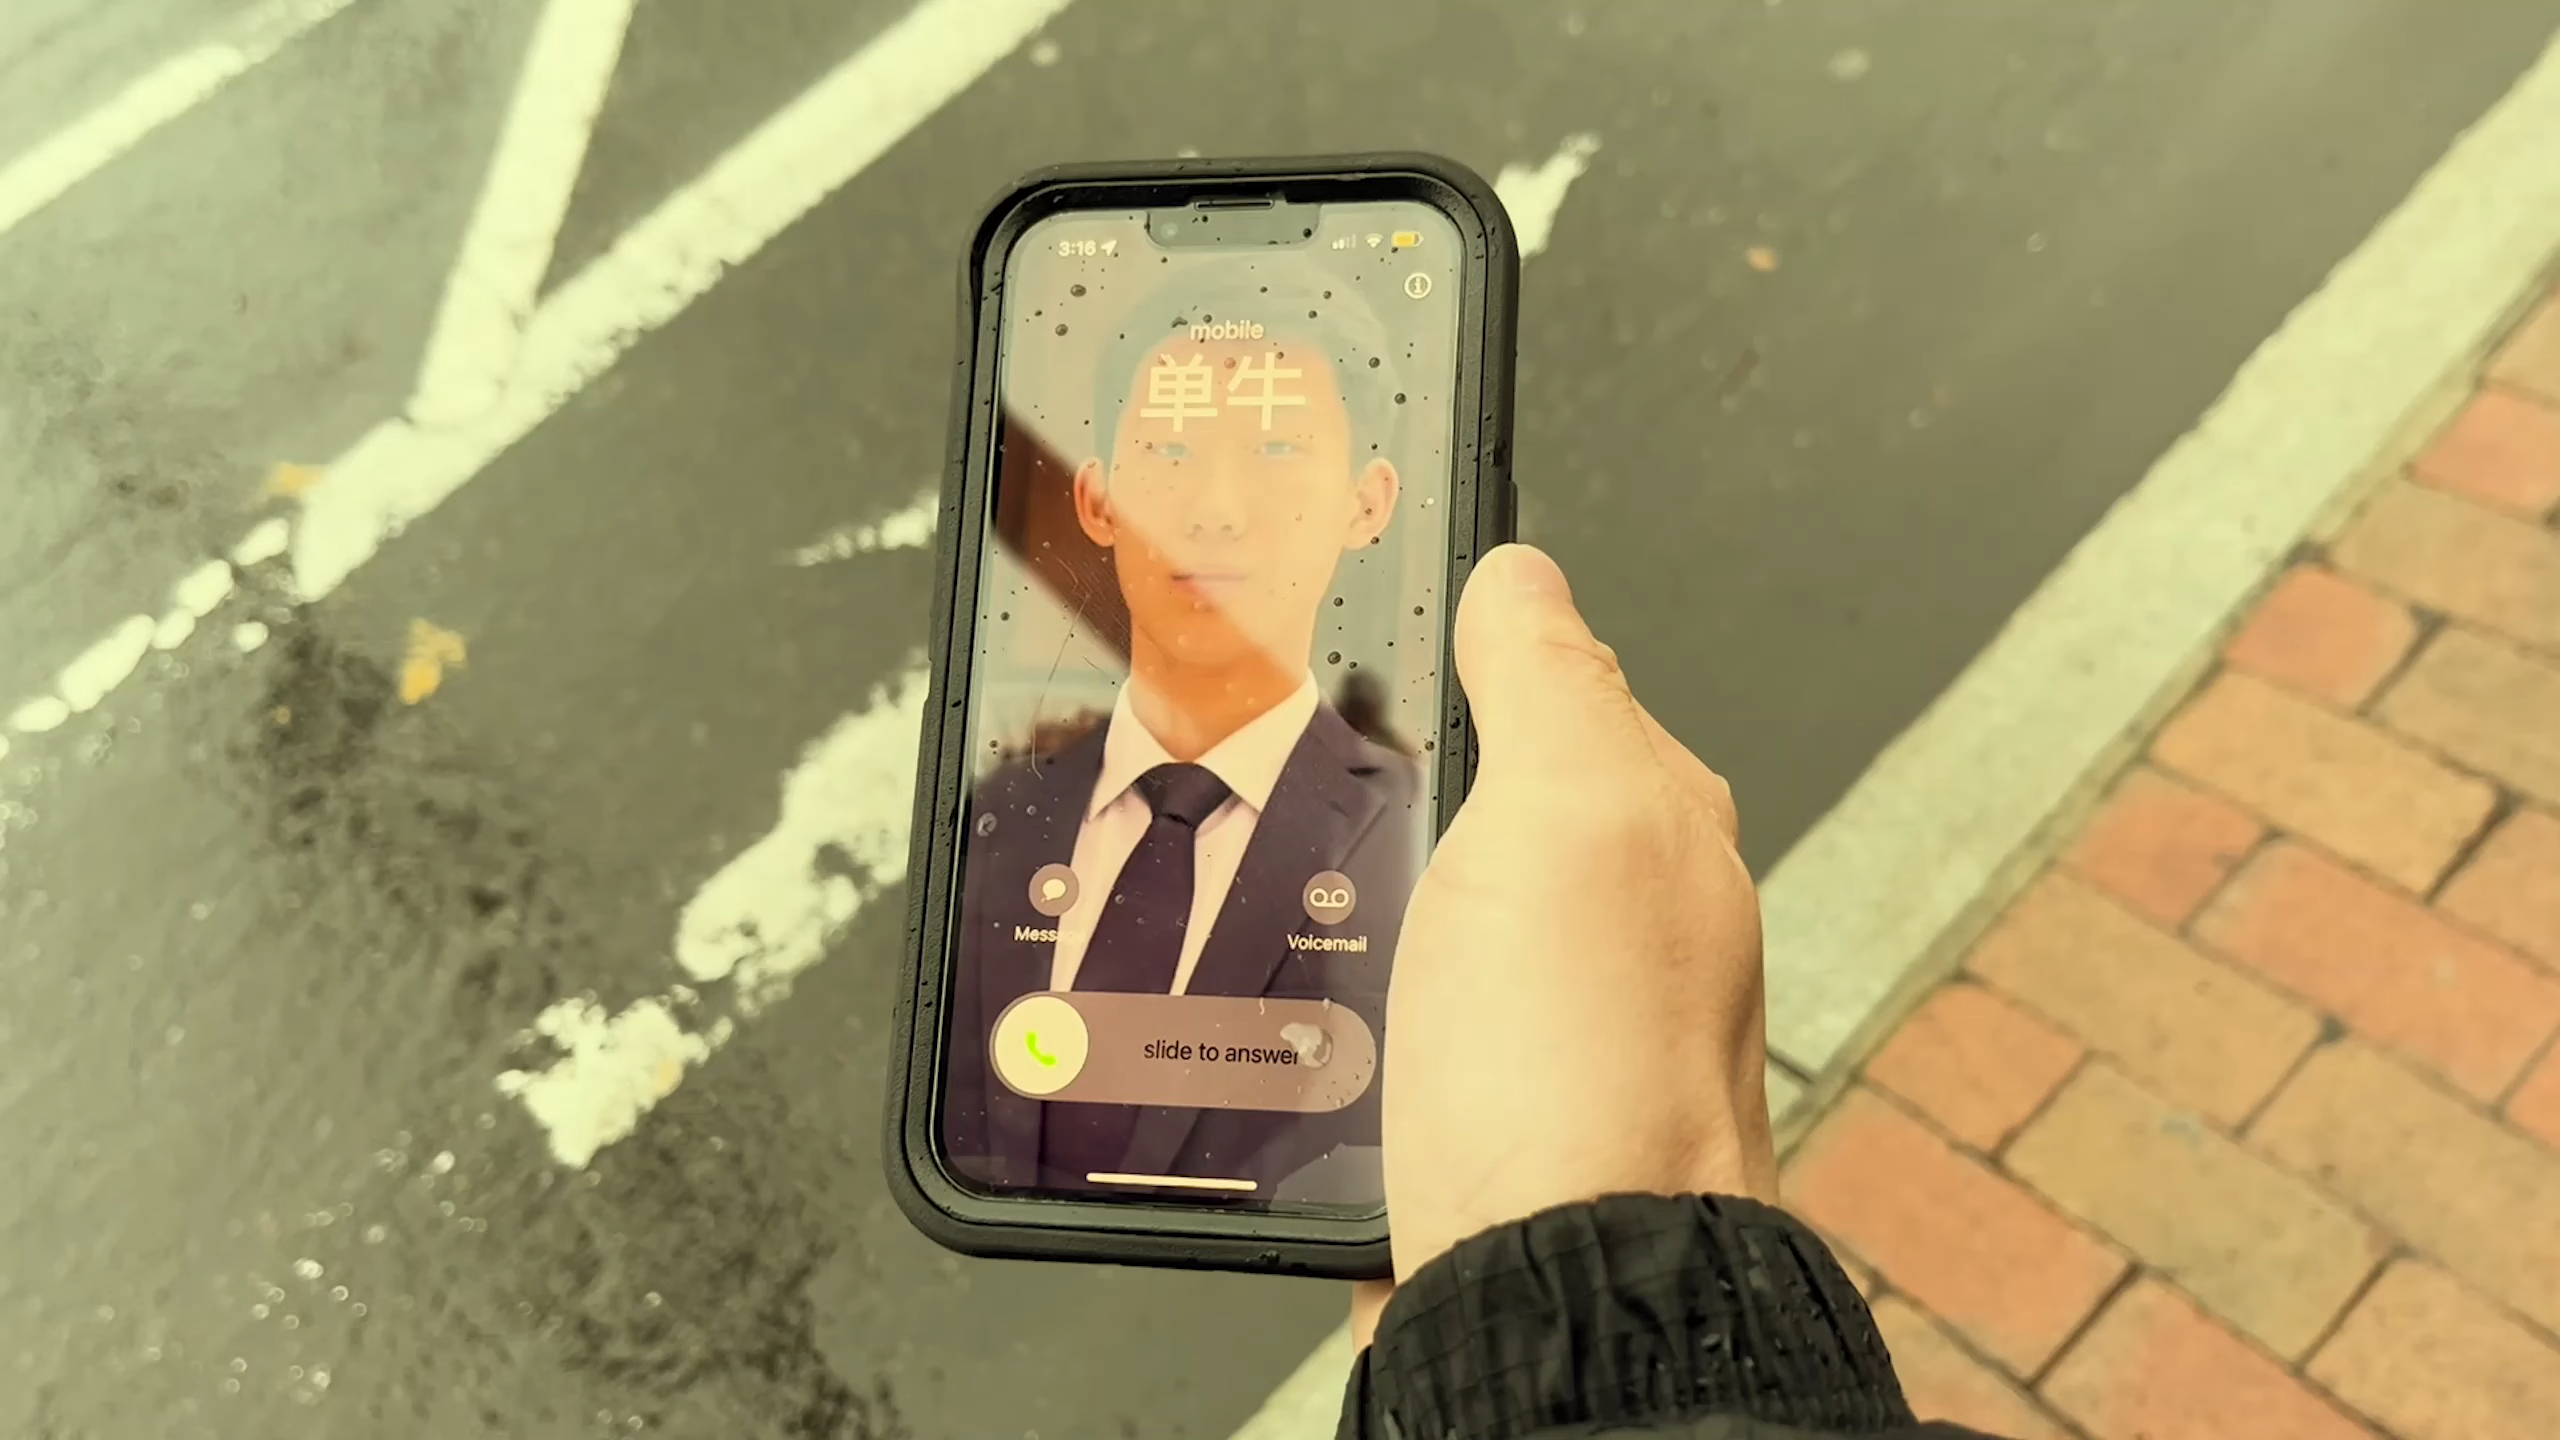 3:16
mobile
单牛
Message
Voicemail
slide to answer